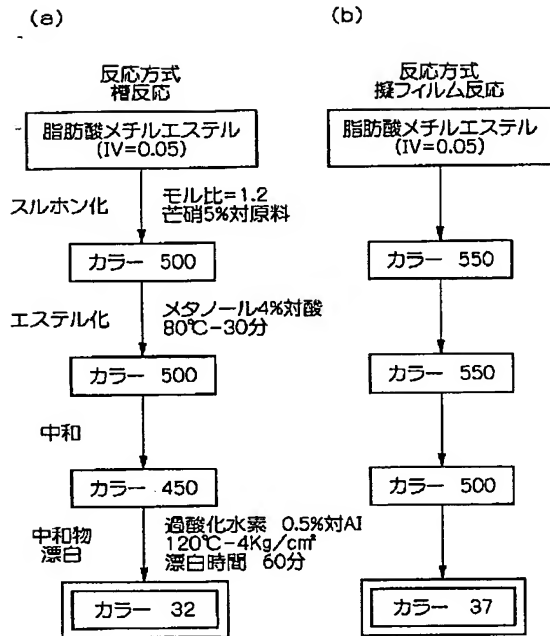 (a)
反応方式
槽反応
脂肪酸メチルエステル
(IV=0.05)
スルホン化
モル比=1.2
芒硝5%対原料
カラー 500
エステル化
メタノール4%対酸
80℃-30分
カラー 500
中和
カラー 450
中和物
漂白
過酸化水素 0.5%対AI
120℃-4Kg/cm²
漂白時間 60分
カラー 32
(b)
反応方式
擬フィルム反応
脂肪酸メチルエステル
(IV=0.05)
カラー 550
カラー 550
カラー 500
カラー 37